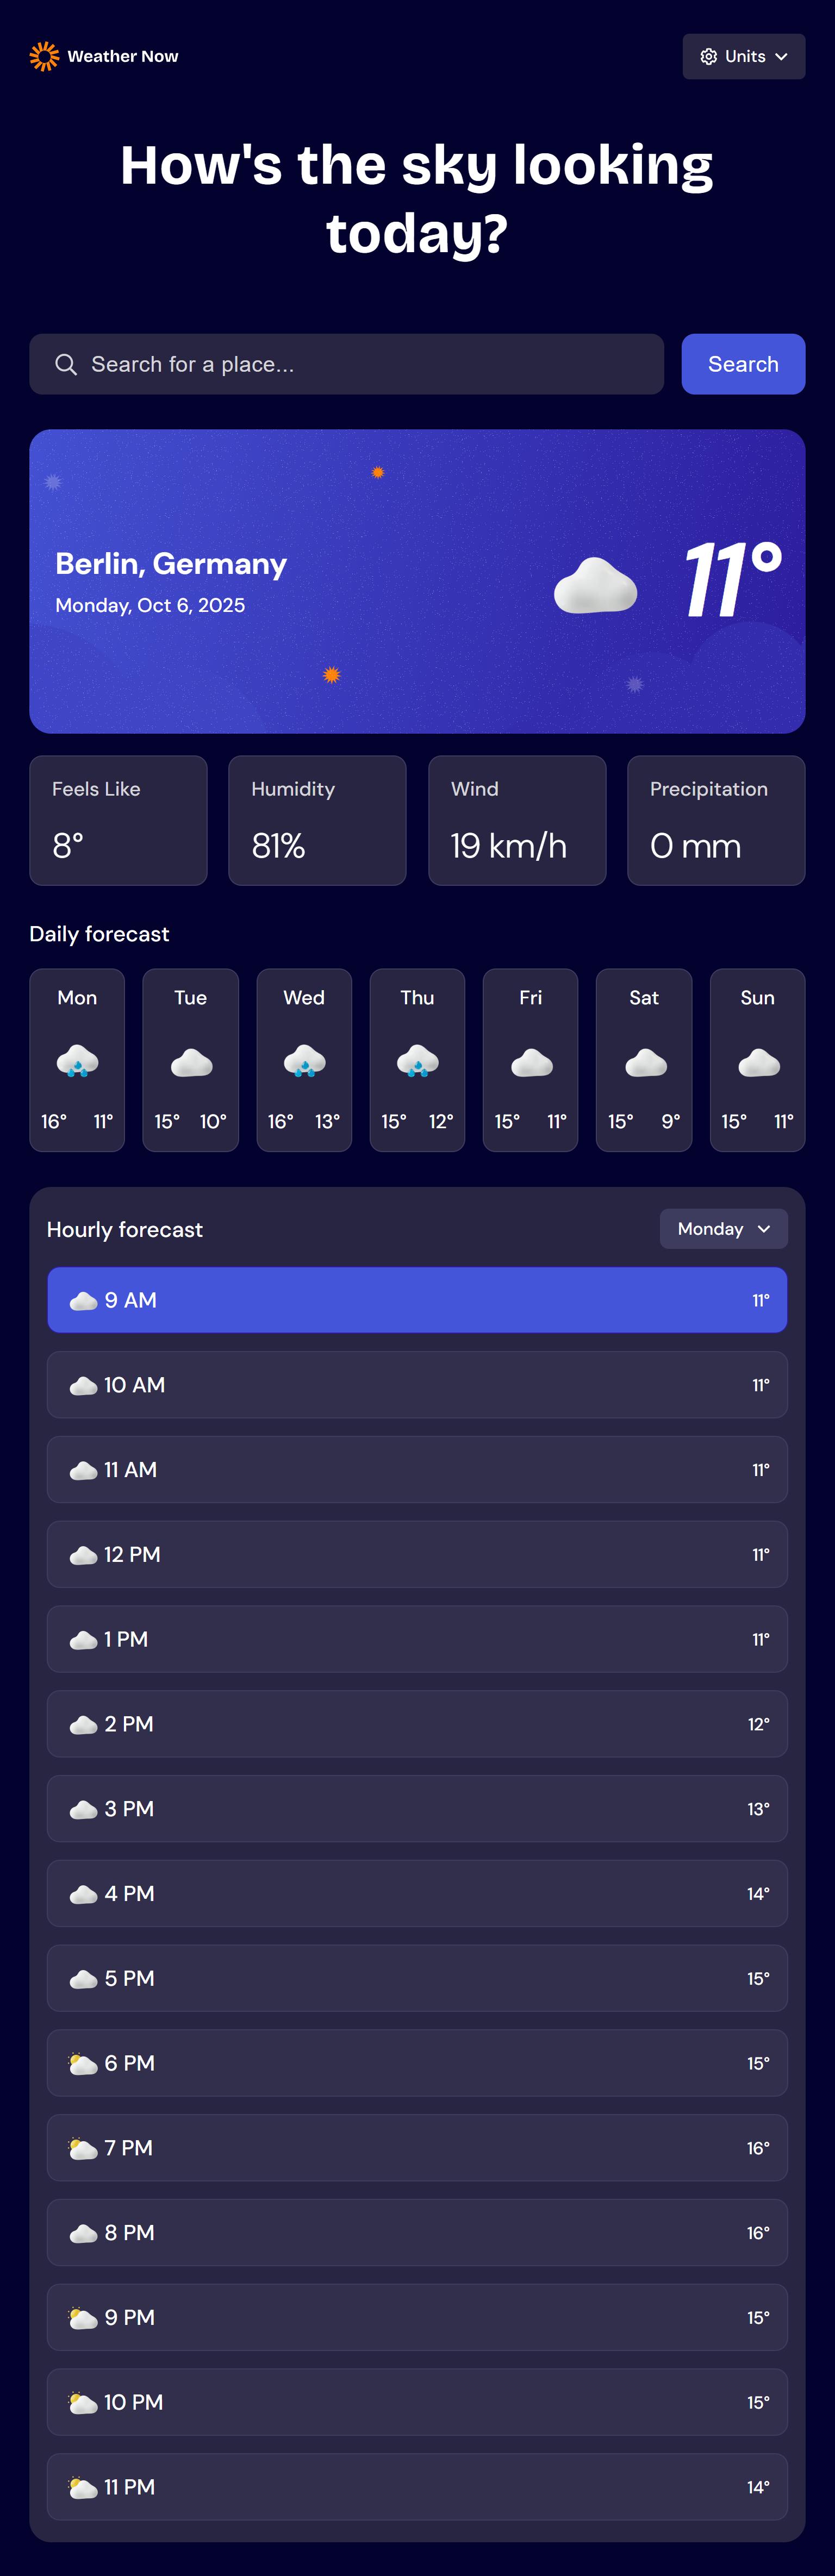 Weather Now
Units
How's the sky looking
today?
Search for a place...
Search
Berlin, Germany
Monday, Oct 6, 2025
11°
Feels Like
8°
Humidity
81%
Wind
19 km/h
Precipitation
0 mm
Daily forecast
Mon
16° 11°
Tue
15° 10°
Wed
16° 13°
Thu
15° 12°
Fri
15° 11°
Sat
15° 9°
Sun
15° 11°
Hourly forecast
Monday
9 AM 11°
10 AM 11°
11 AM 11°
12 PM 11°
1 PM 11°
2 PM 12°
3 PM 13°
4 PM 14°
5 PM 15°
6 PM 15°
7 PM 16°
8 PM 16°
9 PM 15°
10 PM 15°
11 PM 14°